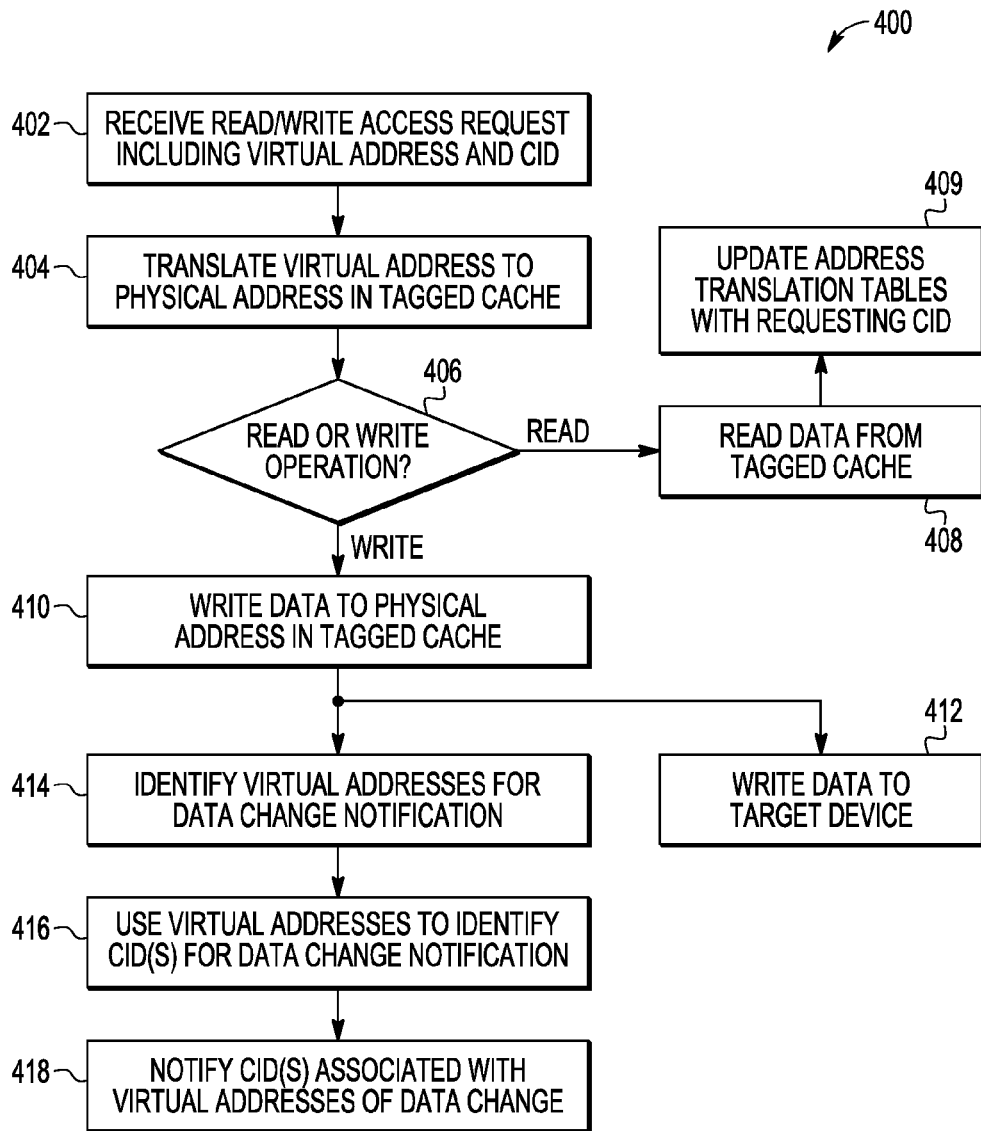 400
402
RECEIVE READ/WRITE ACCESS REQUEST
INCLUDING VIRTUAL ADDRESS AND CID
404
TRANSLATE VIRTUAL ADDRESS TO
PHYSICAL ADDRESS IN TAGGED CACHE
409
UPDATE ADDRESS
TRANSLATION TABLES
WITH REQUESTING CID
406
READ OR WRITE
OPERATION?
READ
READ DATA FROM
TAGGED CACHE
408
WRITE
410
WRITE DATA TO PHYSICAL
ADDRESS IN TAGGED CACHE
412
WRITE DATA TO
TARGET DEVICE
414
IDENTIFY VIRTUAL ADDRESSES FOR
DATA CHANGE NOTIFICATION
416
USE VIRTUAL ADDRESSES TO IDENTIFY
CID(S) FOR DATA CHANGE NOTIFICATION
418
NOTIFY CID(S) ASSOCIATED WITH
VIRTUAL ADDRESSES OF DATA CHANGE